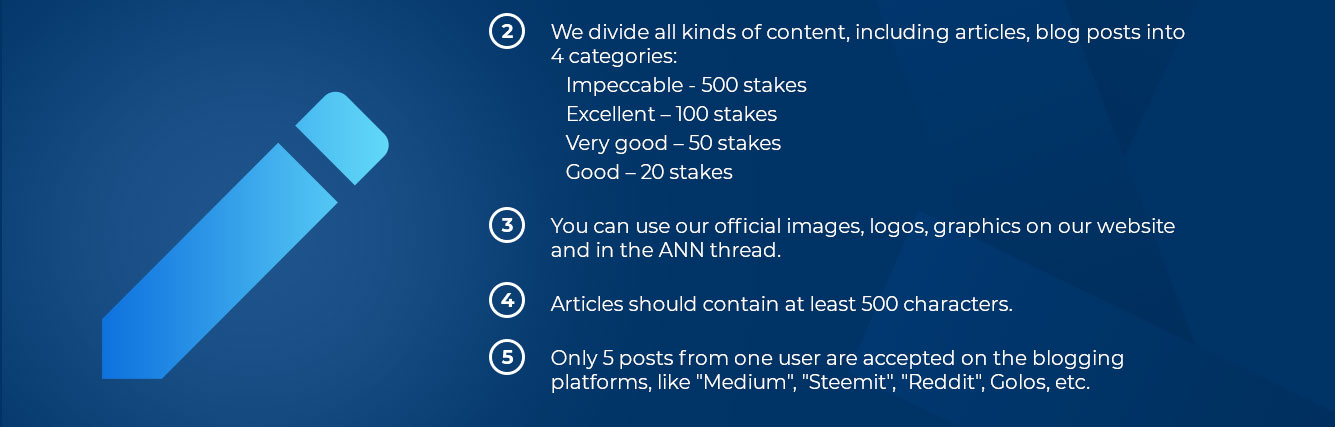 2 We divide all kinds of content, including articles, blog posts into
4 categories:
Impeccable - 500 stakes
Excellent – 100 stakes
Very good – 50 stakes
Good – 20 stakes
3 You can use our official images, logos, graphics on our website
and in the ANN thread.
4 Articles should contain at least 500 characters.
5 Only 5 posts from one user are accepted on the blogging
platforms, like "Medium", "Steemit", "Reddit", Golos, etc.